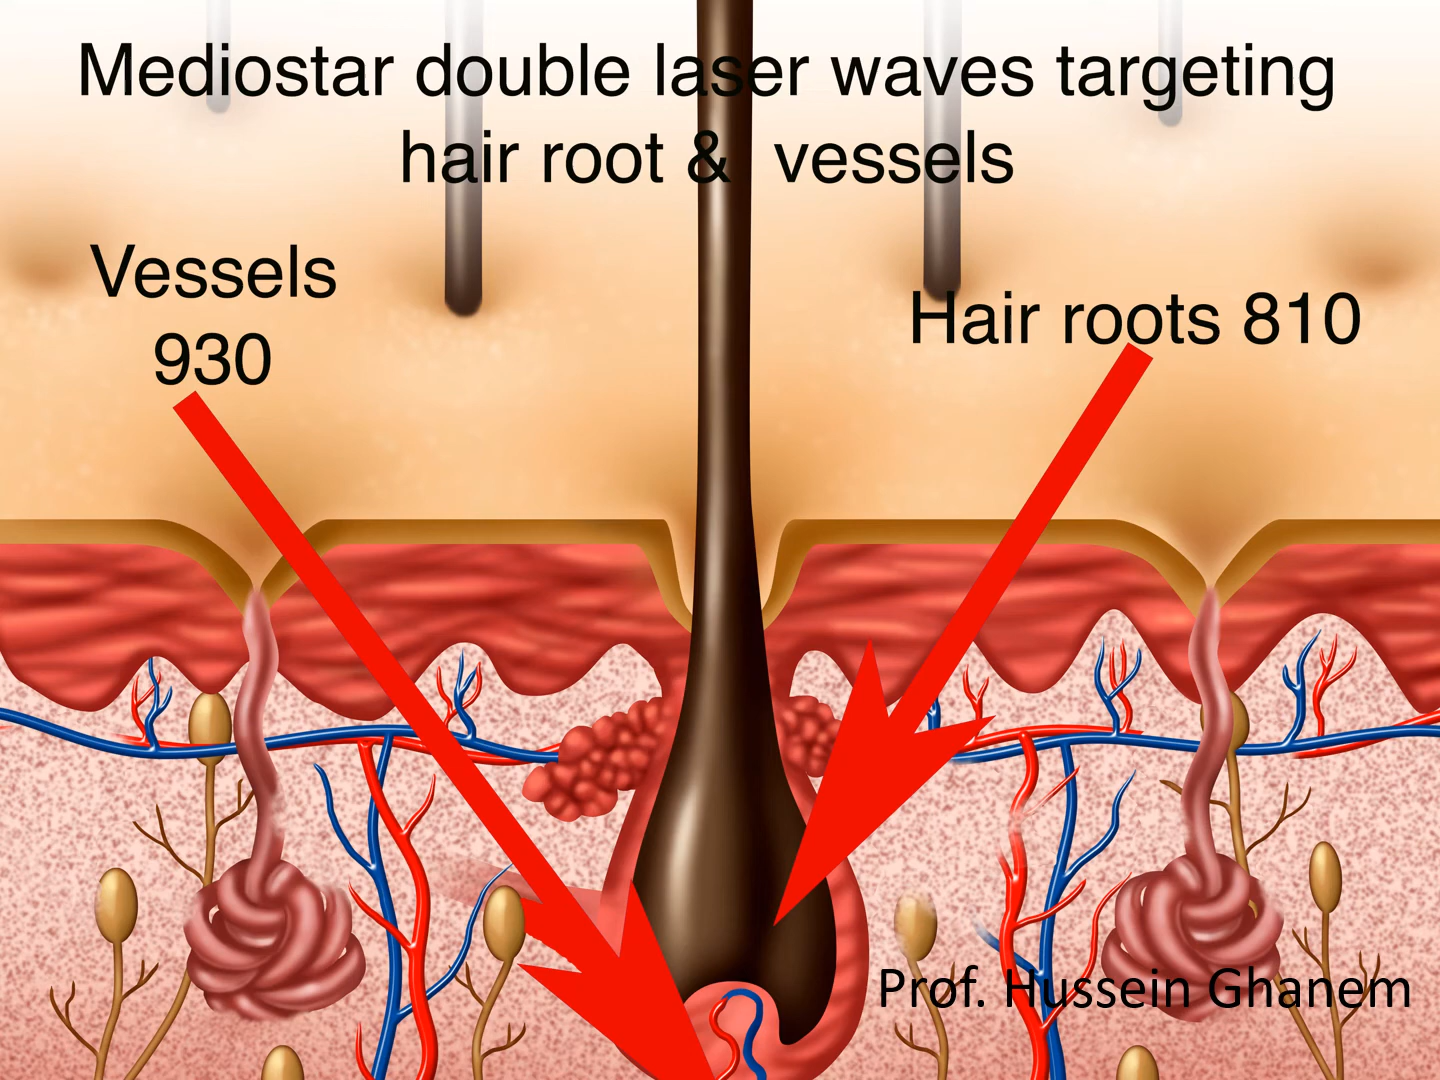 Mediostar double laser waves targeting
hair root & vessels
Vessels
930
Hair roots 810
Prof. Hussein Ghanem